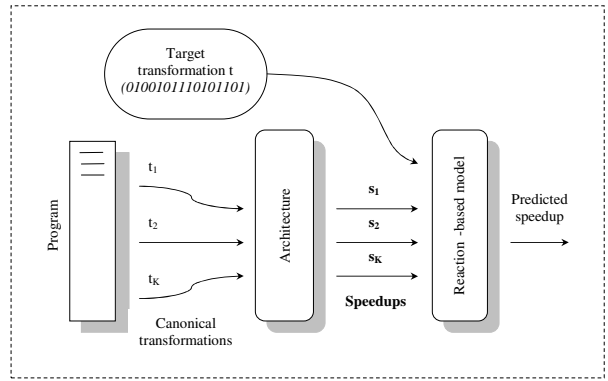 Target
transformation t
(0100101110101101)
Program
t1
t2
tK
Canonical
transformations
Architecture
s1
s2
sK
Speedups
Reaction -based model
Predicted
speedup